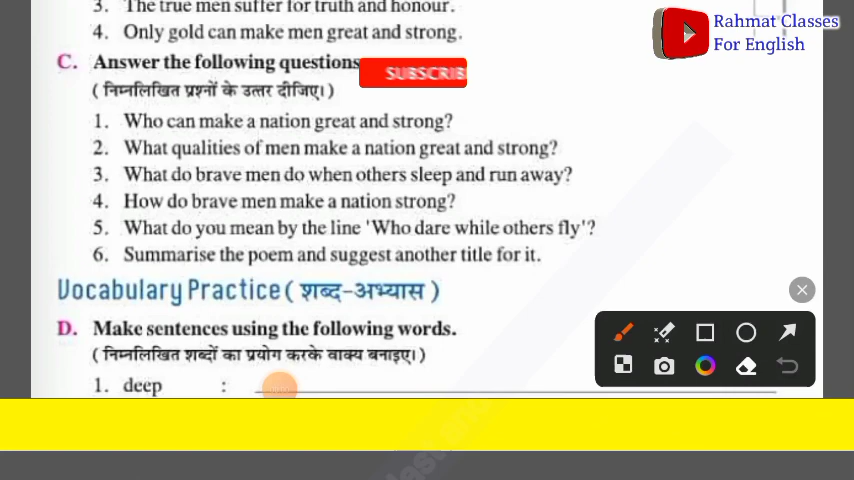 3. The true men suffer for truth and honour.
4. Only gold can make men great and strong.
Rahmat Classes
For English
C. Answer the following questions
SUBSCRIB
( निम्नलिखित प्रश्नों के उत्तर दीजिए। )
1. Who can make a nation great and strong?
2. What qualities of men make a nation great and strong?
3. What do brave men do when others sleep and run away?
4. How do brave men make a nation strong?
5. What do you mean by the line 'Who dare while others fly'?
6. Summarise the poem and suggest another title for it.
Vocabulary Practice ( शब्द-अभ्यास )
D. Make sentences using the following words.
( निम्नलिखित शब्दों का प्रयोग करके वाक्य बनाइए। )
1. deep :